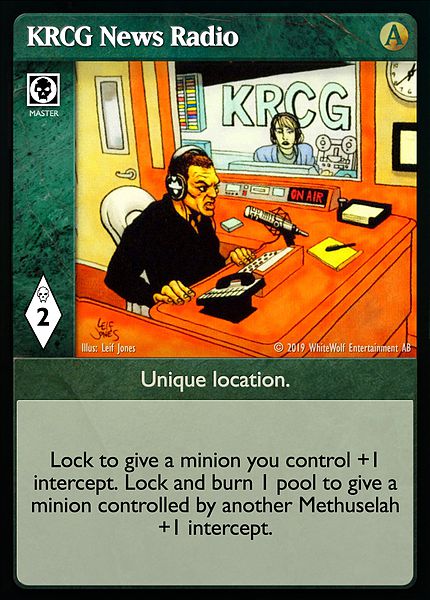 KRCG News Radio
A
MASTER
KRCG
ON AIR
2
LEIF
JONES
Illus: Leif Jones
© 2019 WhiteWolf Entertainment AB
Unique location.
Lock to give a minion you control +1
intercept. Lock and burn 1 pool to give a
minion controlled by another Methuselah
+1 intercept.